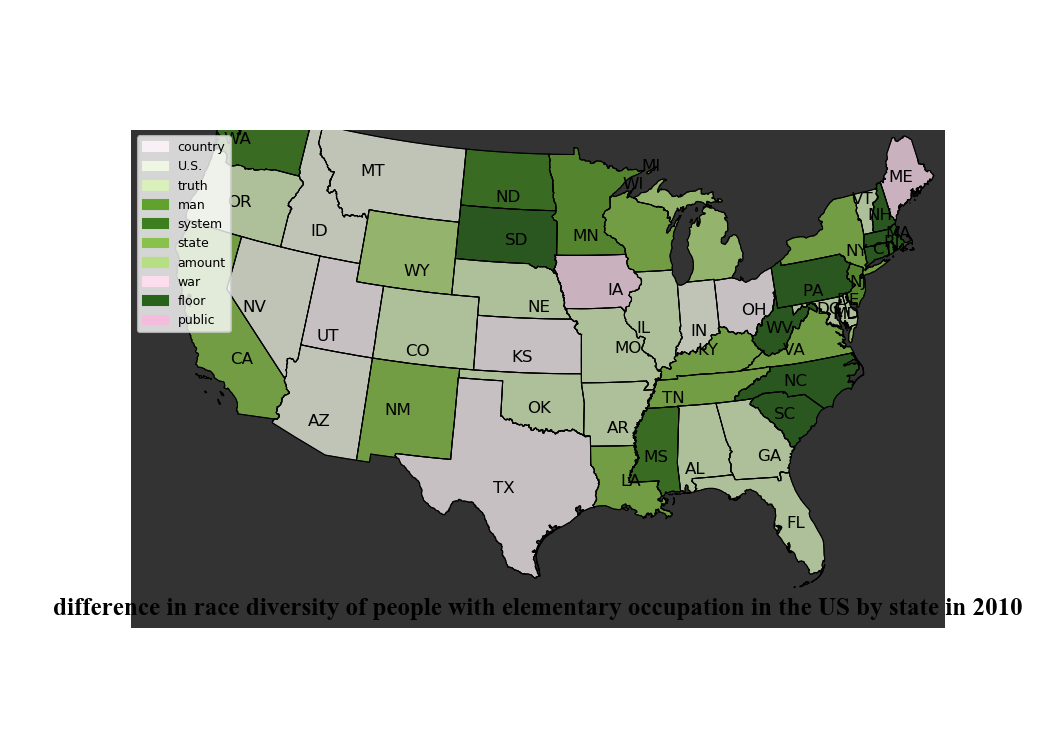 country
U.S.
truth
man
system
state
amount
war
floor
public
WA
MT
ND
MN
WI
MI
ME
VT
NH
MA
OR
ID
SD
WY
NY
CT
NE
IA
PA
NJ
DE
DC
MD
NV
UT
CO
IL
IN
OH
WV
CA
KS
MO
KY
VA
AZ
NM
OK
AR
TN
NC
SC
TX
LA
MS
AL
GA
FL
difference in race diversity of people with elementary occupation in the US by state in 2010